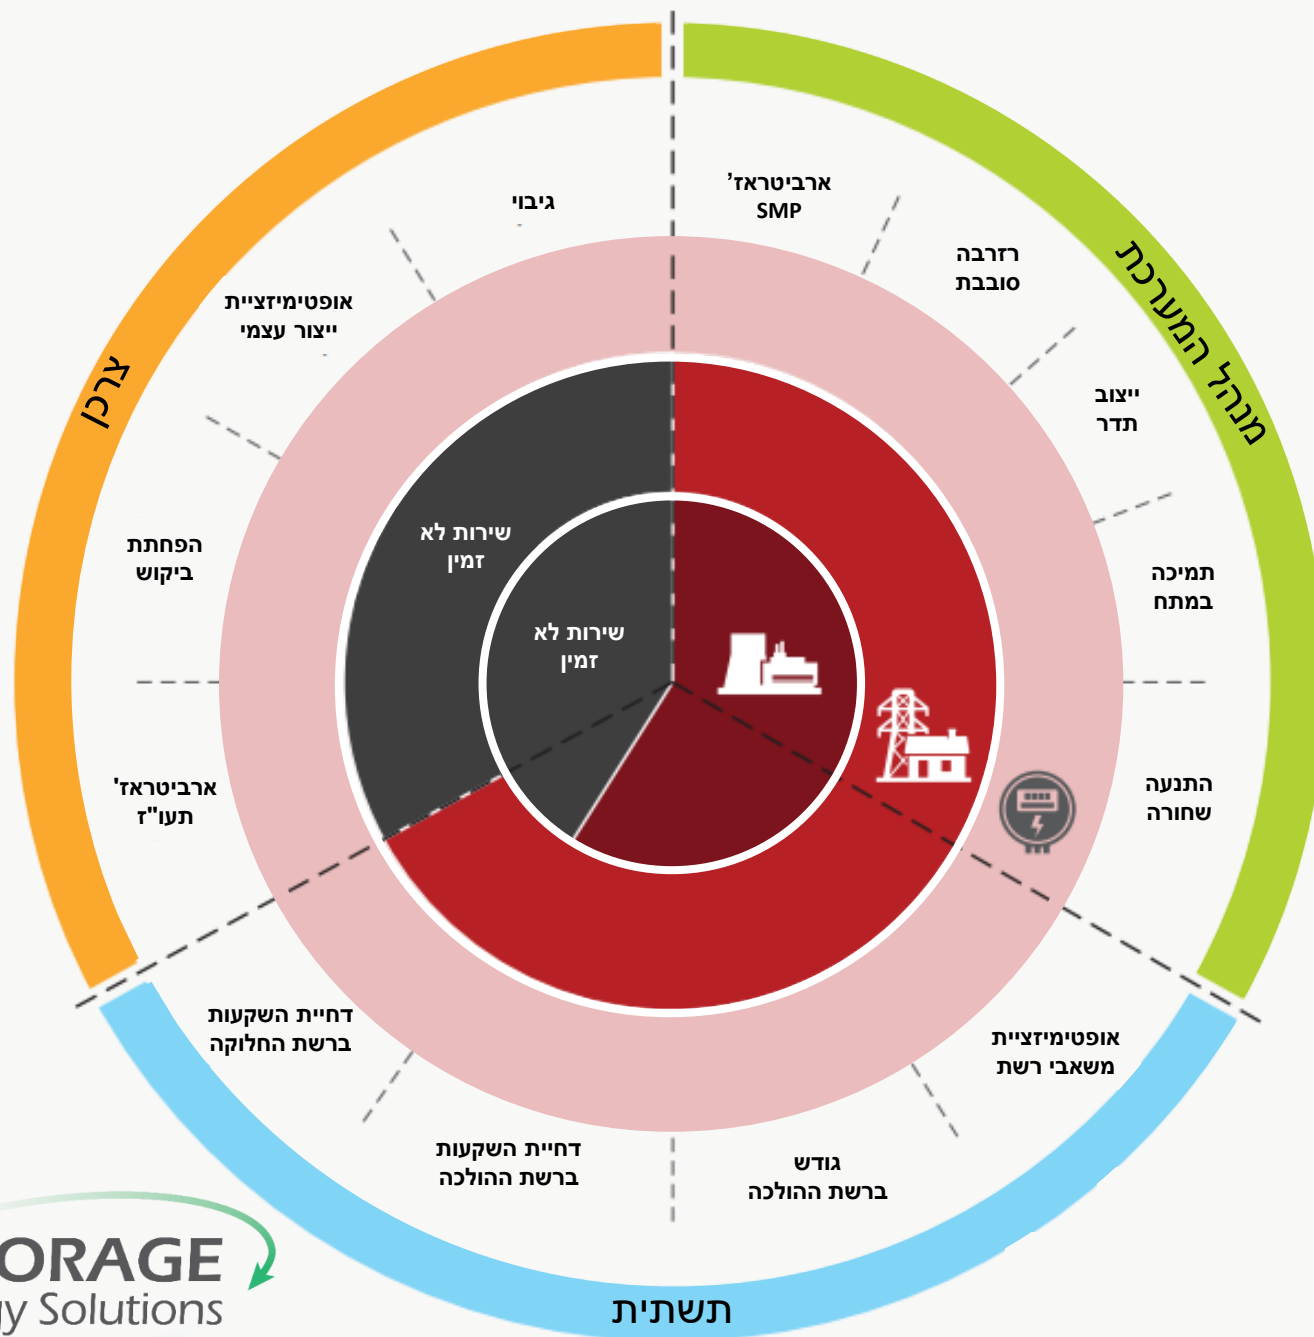 ארביטראז'
SMP
רזרבה
סובבת
ייצוב
תדר
תמיכה
במתח
התנעה
שחורה
מנהל המערכת
אופטימיזציית
משאבי רשת
גודש
ברשת ההולכה
דחיית השקעות
ברשת ההולכה
דחיית השקעות
ברשת החלוקה
תשתית
ארביטראז'
תעו"ז
הפחתת
ביקוש
אופטימיזציית
ייצור עצמי
גיבוי
צרכן
שירות לא
זמין
שירות לא
זמין
ORAGE
gy Solutions